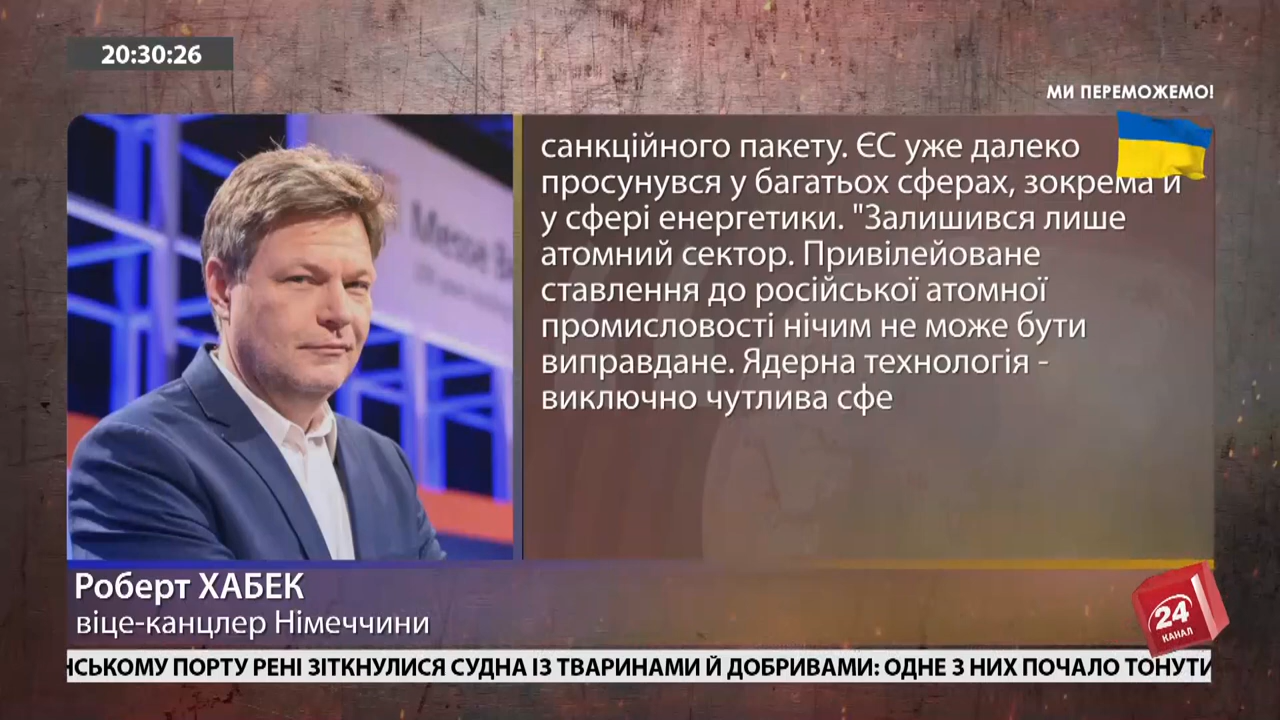 20:30:26
МИ ПЕРЕМОЖЕМО!
санкційного пакету. ЄС уже далеко
просунувся у багатьох сферах, зокрема й
у сфері енергетики. "Залишився лише
атомний сектор. Привілейоване
ставлення до російської атомної
промисловості нічим не може бути
виправдане. Ядерна технологія -
виключно чутлива сфе
Messe B
Роберт ХАБЕК
віце-канцлер Німеччини
24
КАНАЛ
НСЬКОМУ ПОРТУ РЕНІ ЗІТКНУЛИСЯ СУДНА ІЗ ТВАРИНАМИ Й ДОБРИВАМИ: ОДНЕ З НИХ ПОЧАЛО ТОНУТИ